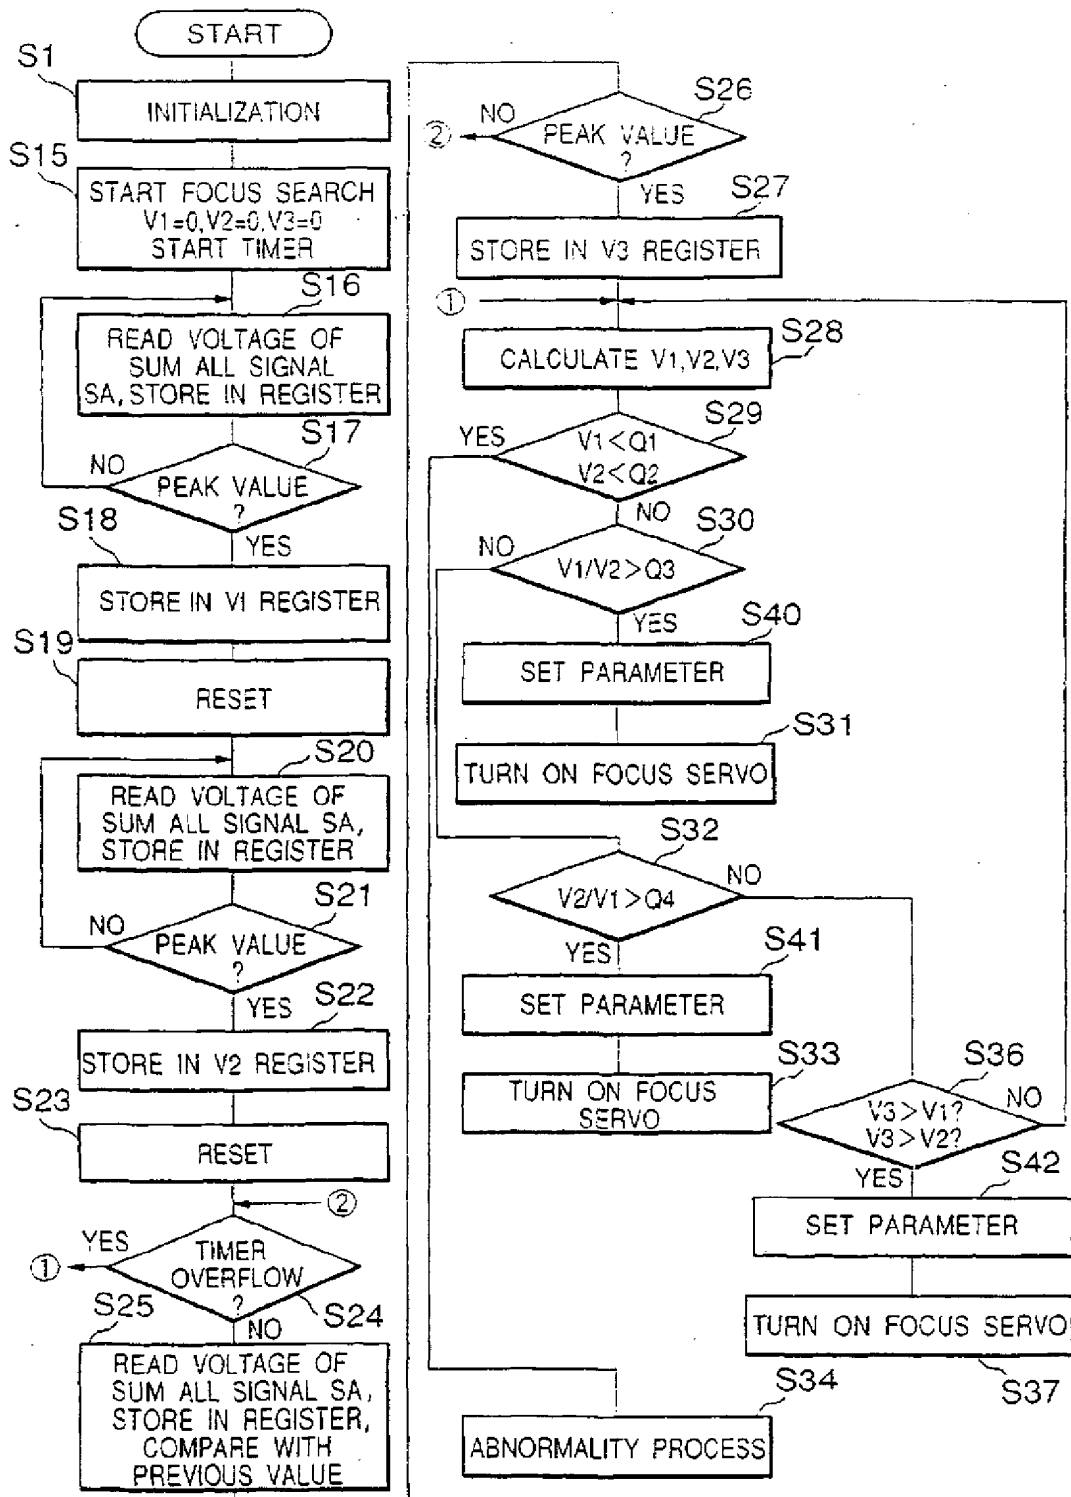 START
S1
INITIALIZATION
S15
START FOCUS SEARCH
V1=0,V2=0,V3=0
START TIMER
S16
READ VOLTAGE OF
SUM ALL SIGNAL
SA, STORE IN REGISTER
S17
NO
PEAK VALUE
?
S18
YES
STORE IN V1 REGISTER
S19
RESET
S20
READ VOLTAGE OF
SUM ALL SIGNAL SA,
STORE IN REGISTER
S21
NO
PEAK VALUE
?
YES
S22
STORE IN V2 REGISTER
S23
RESET
②
YES
①
TIMER
OVERFLOW
?
S24
S25
NO
READ VOLTAGE OF
SUM ALL SIGNAL SA,
STORE IN REGISTER,
COMPARE WITH
PREVIOUS VALUE
S26
NO
②
PEAK VALUE
?
YES
S27
STORE IN V3 REGISTER
①
S28
CALCULATE V1,V2,V3
S29
YES
V1<Q1
V2<Q2
NO
S30
NO
V1/V2>Q3
YES
S40
SET PARAMETER
S31
TURN ON FOCUS SERVO
S32
V2/V1>Q4
NO
YES
S41
SET PARAMETER
S33
TURN ON FOCUS
SERVO
S36
V3>V1?
V3>V2?
NO
YES
S42
SET PARAMETER
TURN ON FOCUS SERVO
S37
S34
ABNORMALITY PROCESS